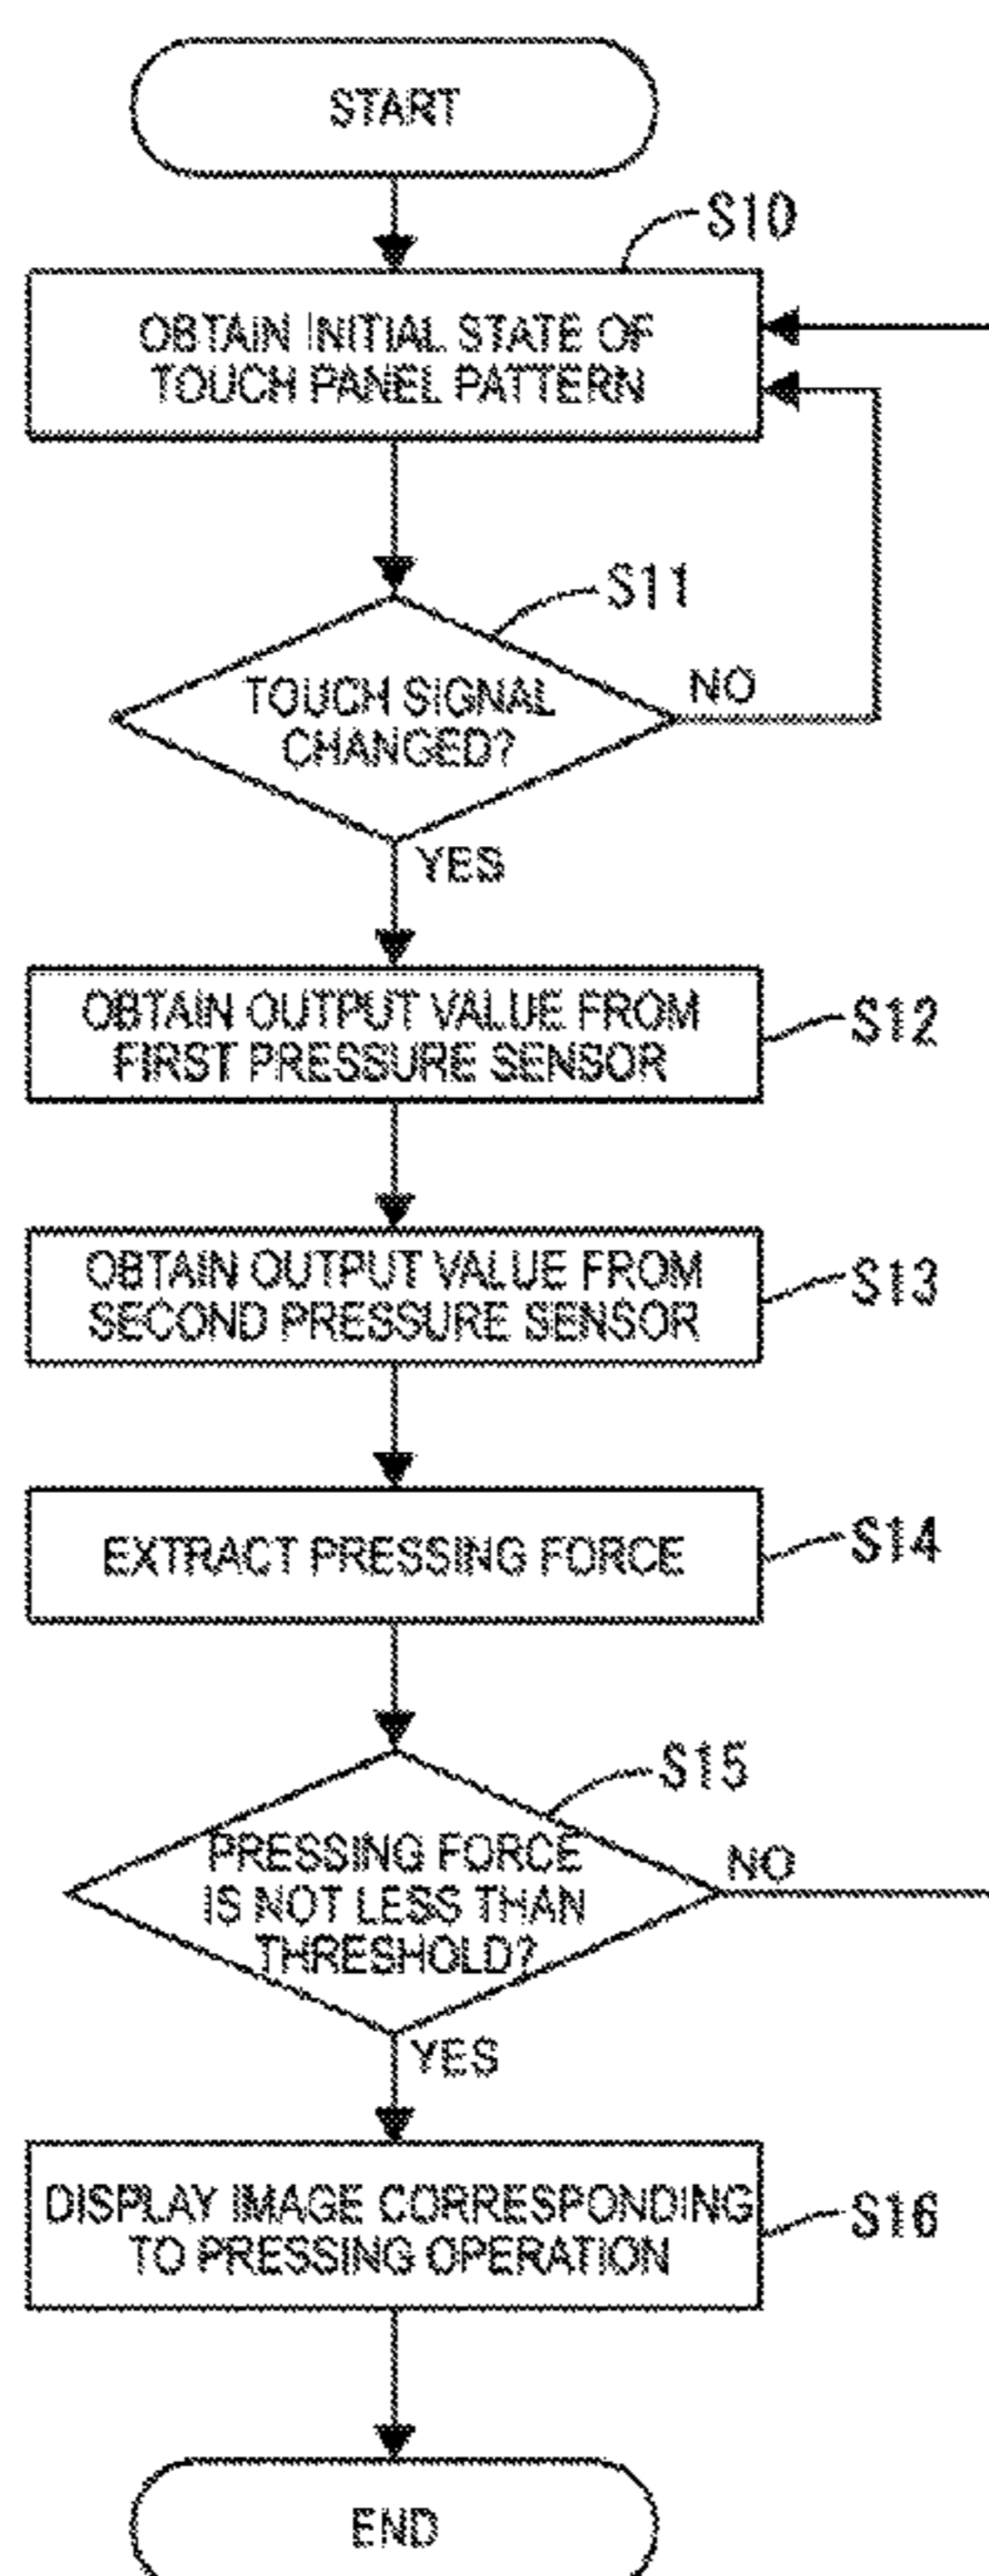 START
S10
OBTAIN INITIAL STATE OF
TOUCH PANEL PATTERN
S11
TOUCH SIGNAL
CHANGED?
NO
YES
OBTAIN OUTPUT VALUE FROM
FIRST PRESSURE SENSOR
S12
OBTAIN OUTPUT VALUE FROM
SECOND PRESSURE SENSOR
S13
EXTRACT PRESSING FORCE
S14
S15
PRESSING FORCE
IS NOT LESS THAN
THRESHOLD?
NO
YES
DISPLAY IMAGE CORRESPONDING
TO PRESSING OPERATION
S16
END